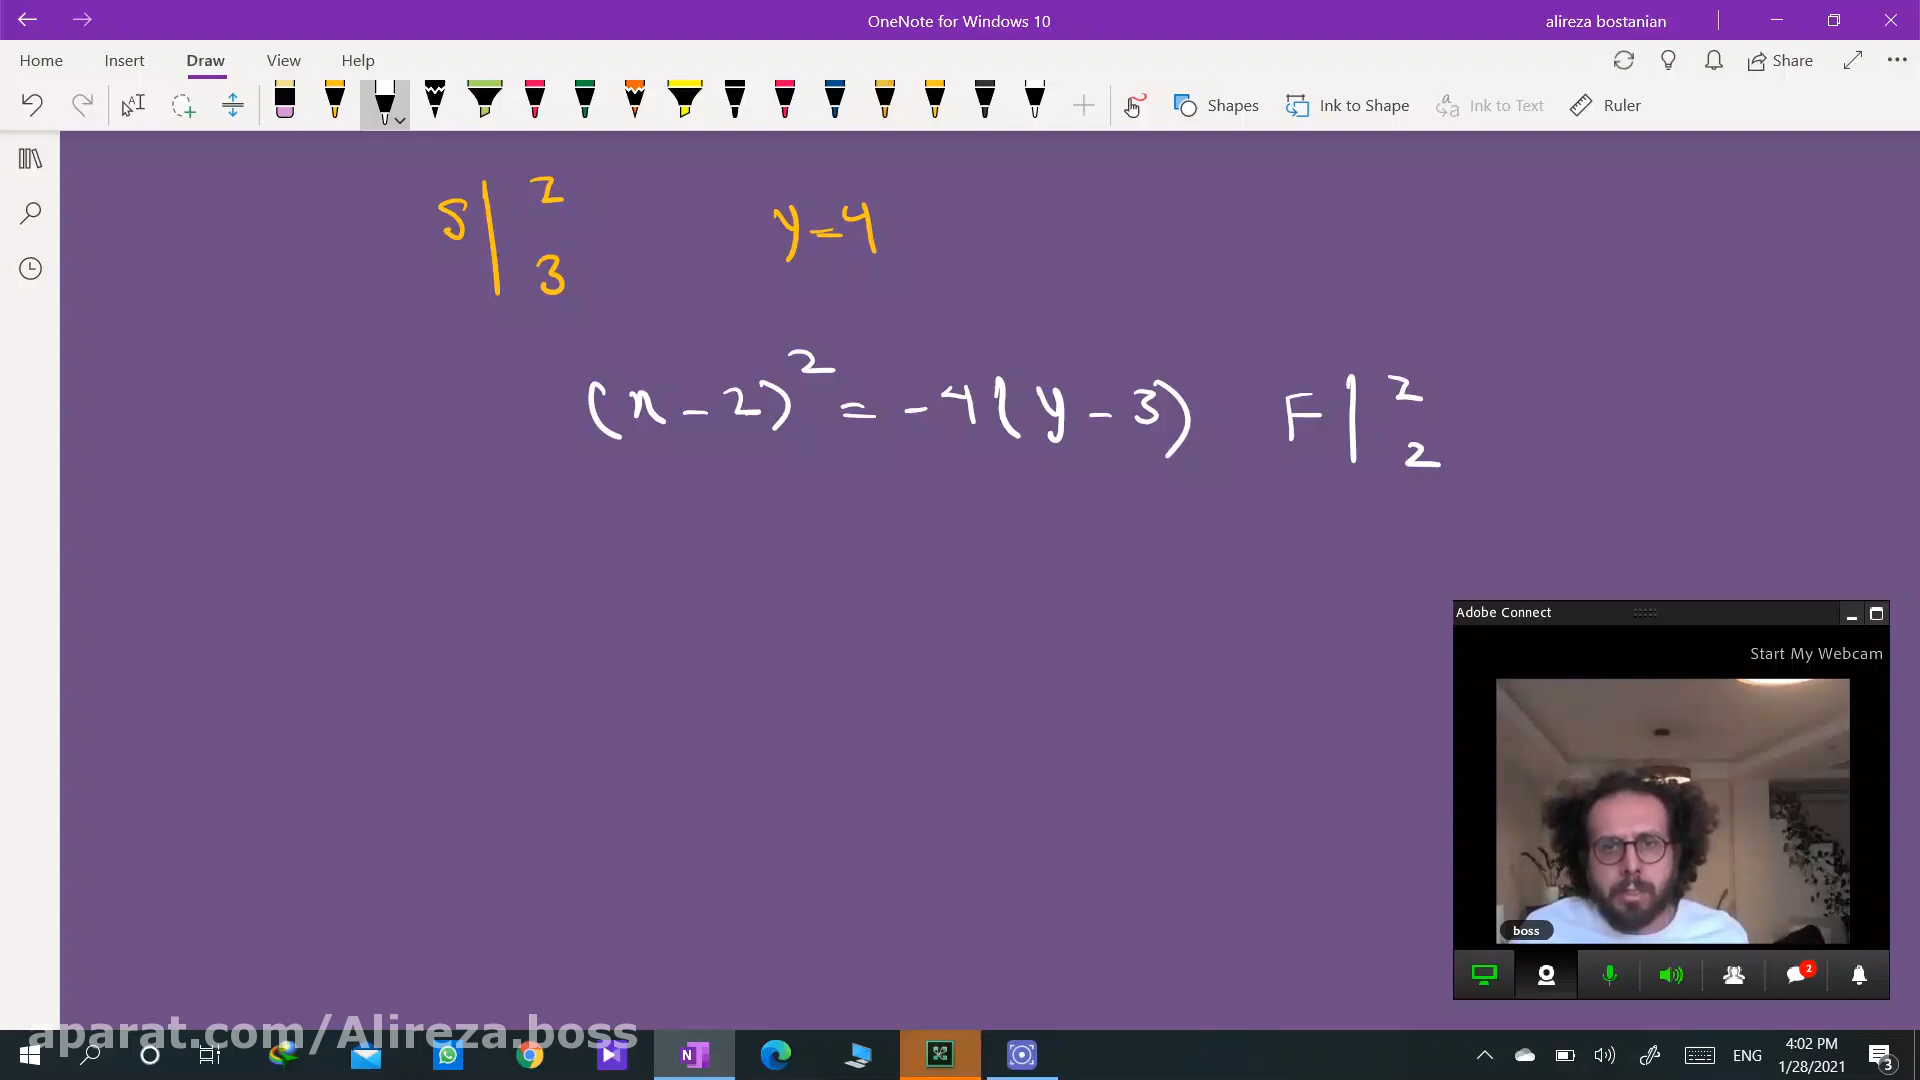 OneNote for Windows 10
alireza bostanian
Home Insert Draw View Help
Share
Shapes
Ink to Shape
Ink to Text
Ruler
S | 2 3
y=4
(x-2)^2 = -4(y-3)
F | 2 2
Adobe Connect
Start My Webcam
boss
2
aparat.com/Alireza.boss
ENG
4:02 PM
1/28/2021
3